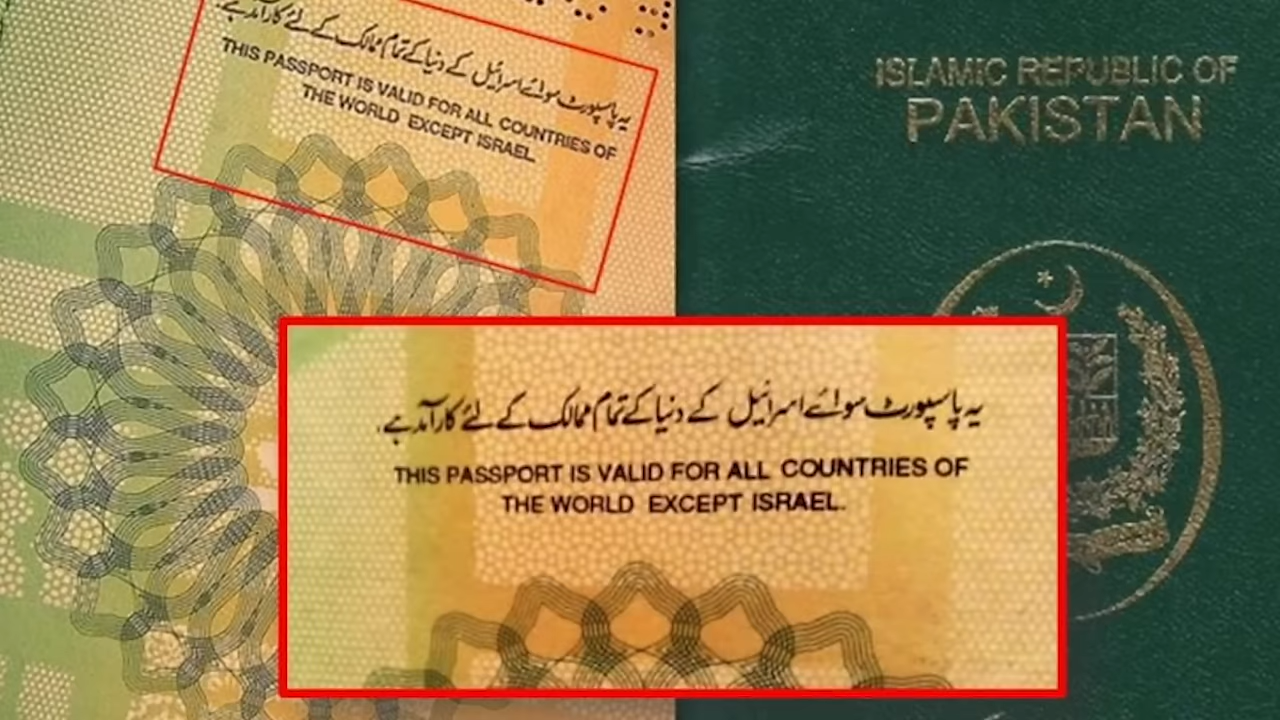 یہ پاسپورٹ سوائے اسرائیل کے دنیا کے تمام ممالک کے لئے کارآمد ہے
THIS PASSPORT IS VALID FOR ALL COUNTRIES OF
THE WORLD EXCEPT ISRAEL.
ISLAMIC REPUBLIC OF
PAKISTAN
یہ پاسپورٹ سوائے اسرائیل کے دنیا کے تمام ممالک کے لئے کارآمد ہے.
THIS PASSPORT IS VALID FOR ALL COUNTRIES OF
THE WORLD EXCEPT ISRAEL.